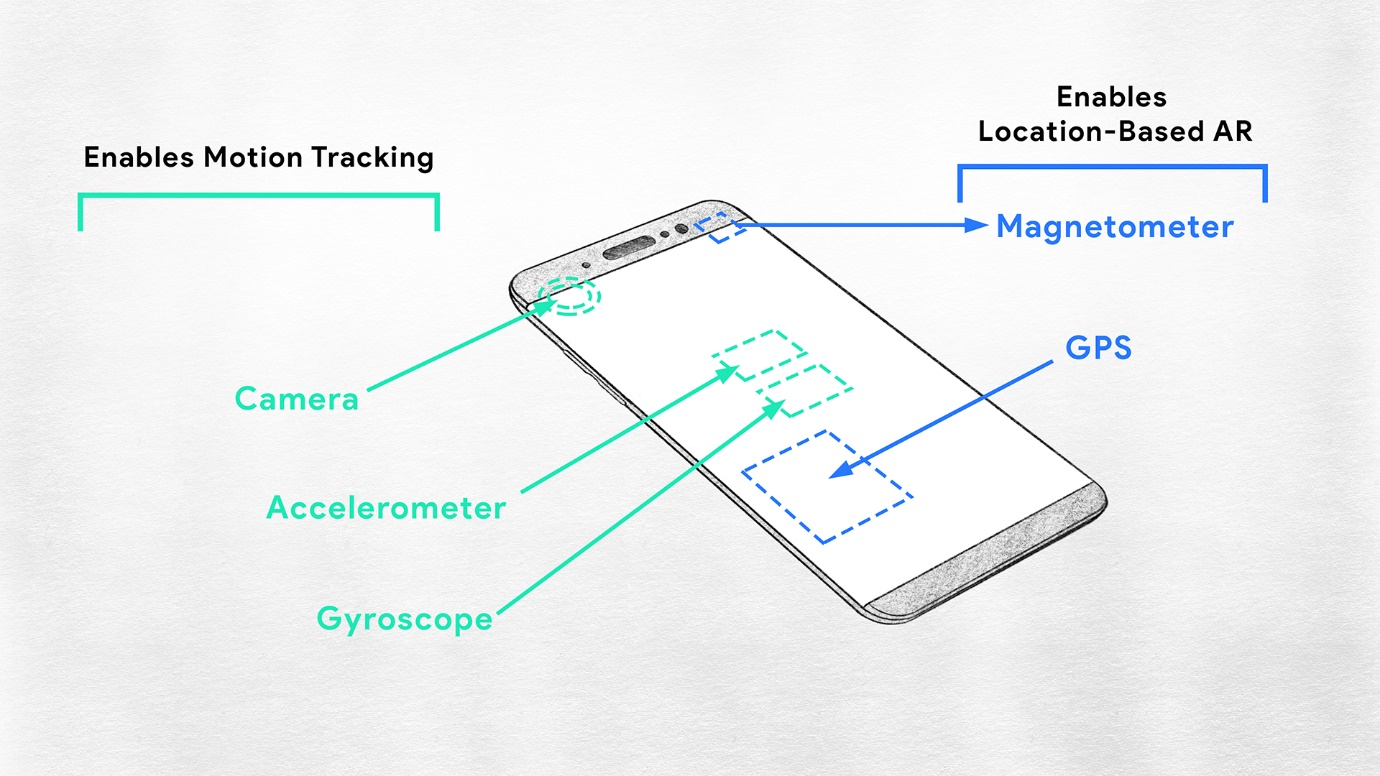 Enables Motion Tracking
Camera
Accelerometer
Gyroscope
Enables
Location-Based AR
Magnetometer
GPS